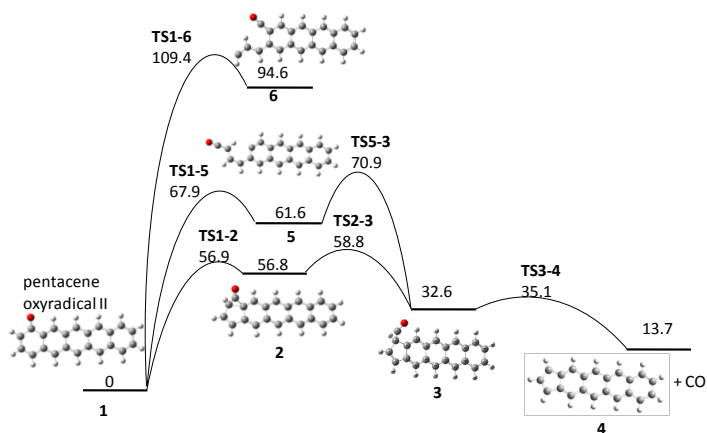 TS1-6
109.4
94.6
6
TS1-5
67.9
61.6
5
TS5-3
70.9
TS1-2
56.9
56.8
2
TS2-3
58.8
pentacene
oxyradical II
0
1
32.6
3
TS3-4
35.1
13.7
+ CO
4